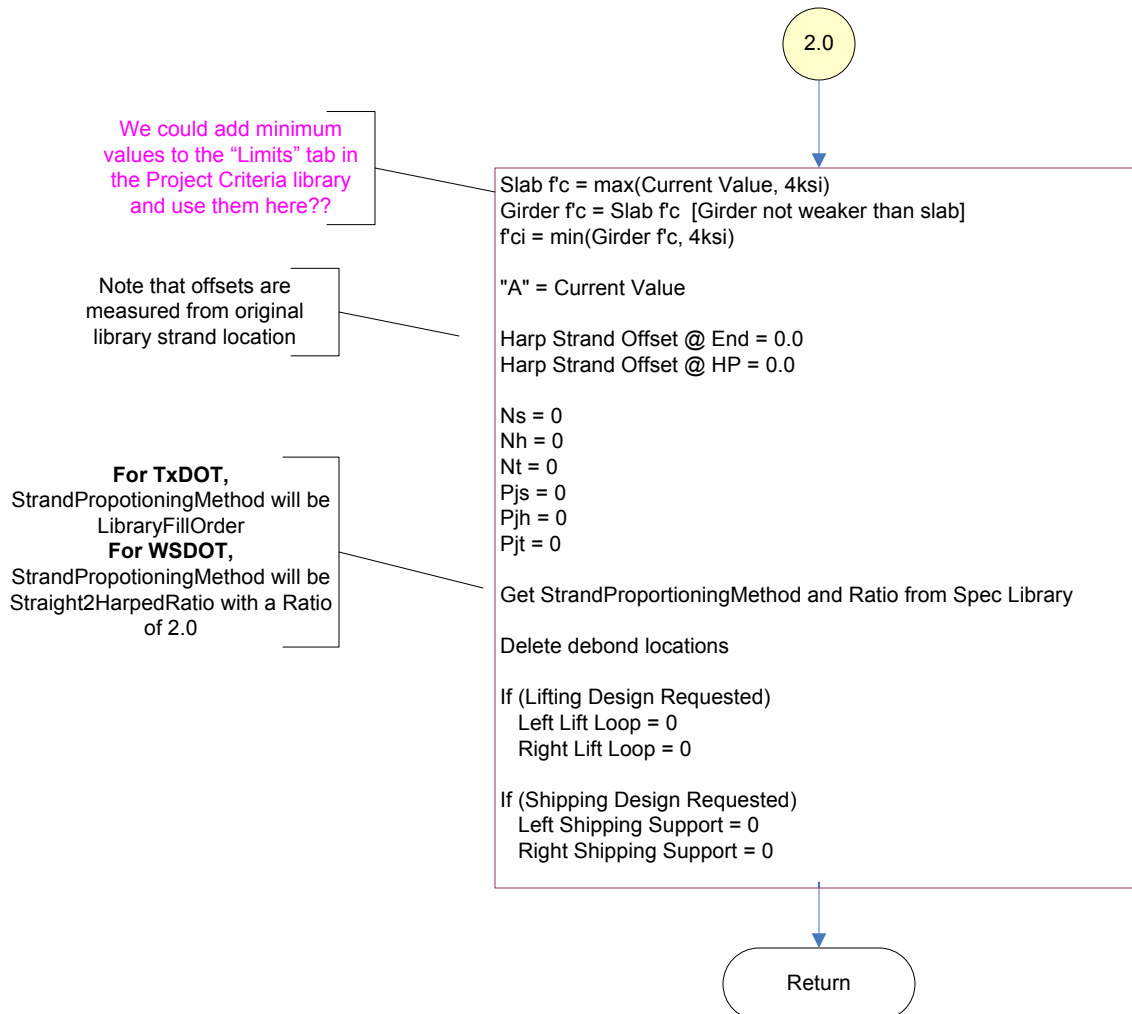 2.0
We could add minimum
values to the “Limits” tab in
the Project Criteria library
and use them here??
Slab f'c = max(Current Value, 4ksi)
Girder f'c = Slab f'c [Girder not weaker than slab]
f'ci = min(Girder f'c, 4ksi)
"A" = Current Value
Note that offsets are
measured from original
library strand location
Harp Strand Offset @ End = 0.0
Harp Strand Offset @ HP = 0.0
Ns = 0
Nh = 0
Nt = 0
Pjs = 0
Pjh = 0
Pjt = 0
For TxDOT,
StrandPropotioningMethod will be
LibraryFillOrder
For WSDOT,
StrandPropotioningMethod will be
Straight2HarpedRatio with a Ratio
of 2.0
Get StrandProportioningMethod and Ratio from Spec Library
Delete debond locations
If (Lifting Design Requested)
Left Lift Loop = 0
Right Lift Loop = 0
If (Shipping Design Requested)
Left Shipping Support = 0
Right Shipping Support = 0
Return